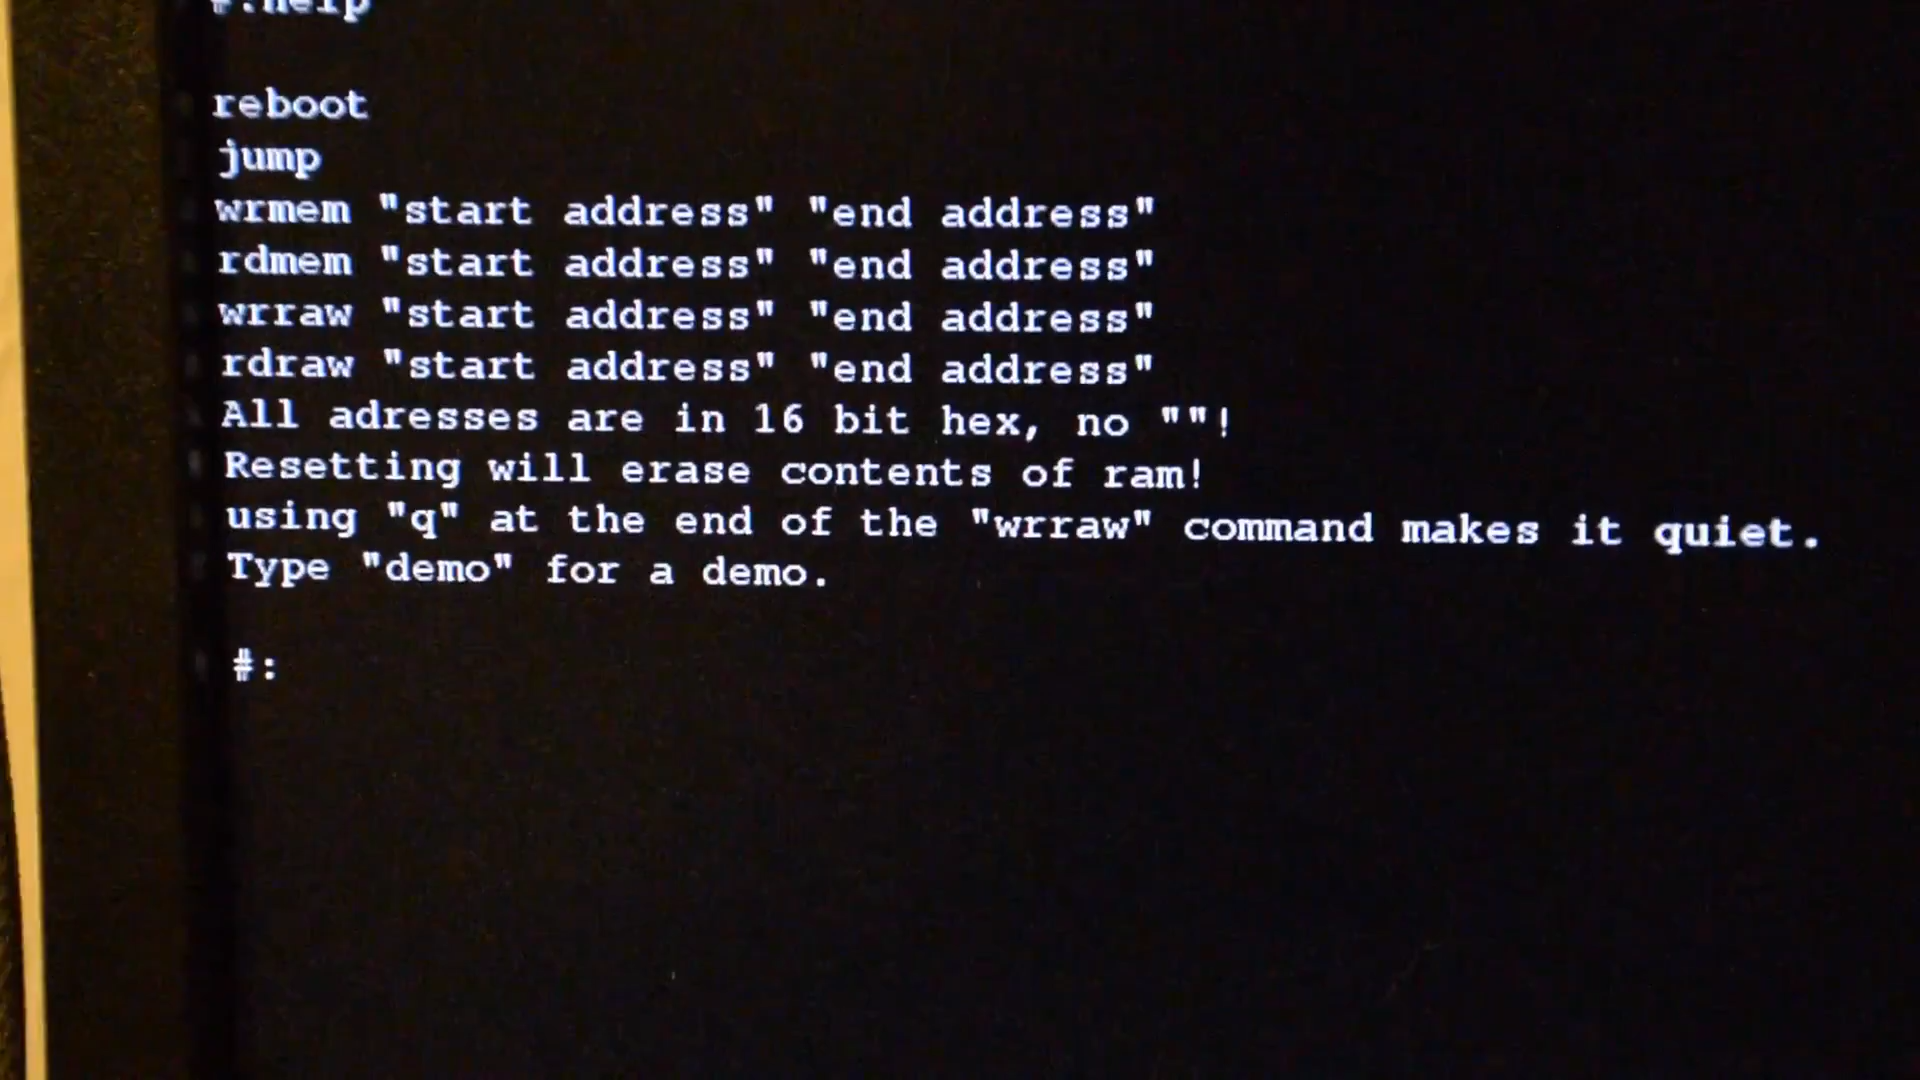 #:help
reboot
jump
wrmem "start address" "end address"
rdmem "start address" "end address"
wrraw "start address" "end address"
rdraw "start address" "end address"
All adresses are in 16 bit hex, no ""!
Resetting will erase contents of ram!
using "q" at the end of the "wrraw" command makes it quiet.
Type "demo" for a demo.
#: